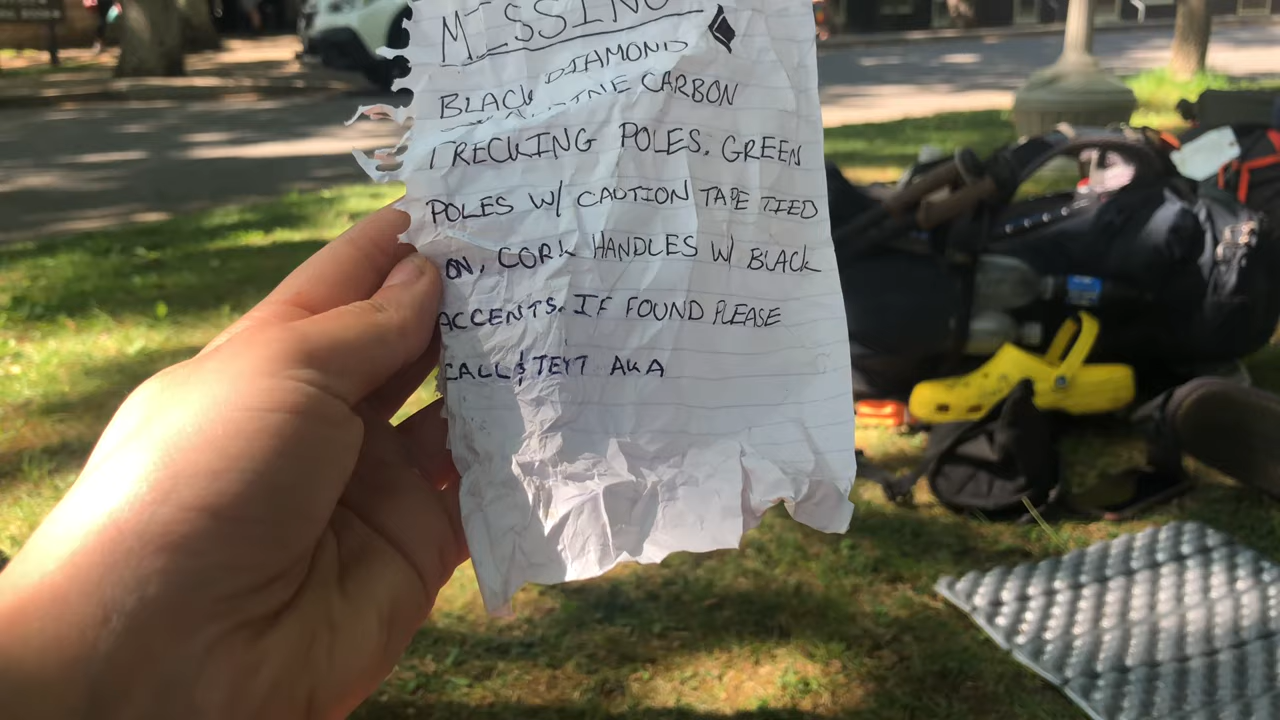 MISSING
BLACK DIAMOND
CARBON
TRECKING POLES. GREEN
POLES W/ CAUTION TAPE TIED
ON, CORK HANDLES W/ BLACK
ACCENTS. IF FOUND PLEASE
CALL & TEXT AKA